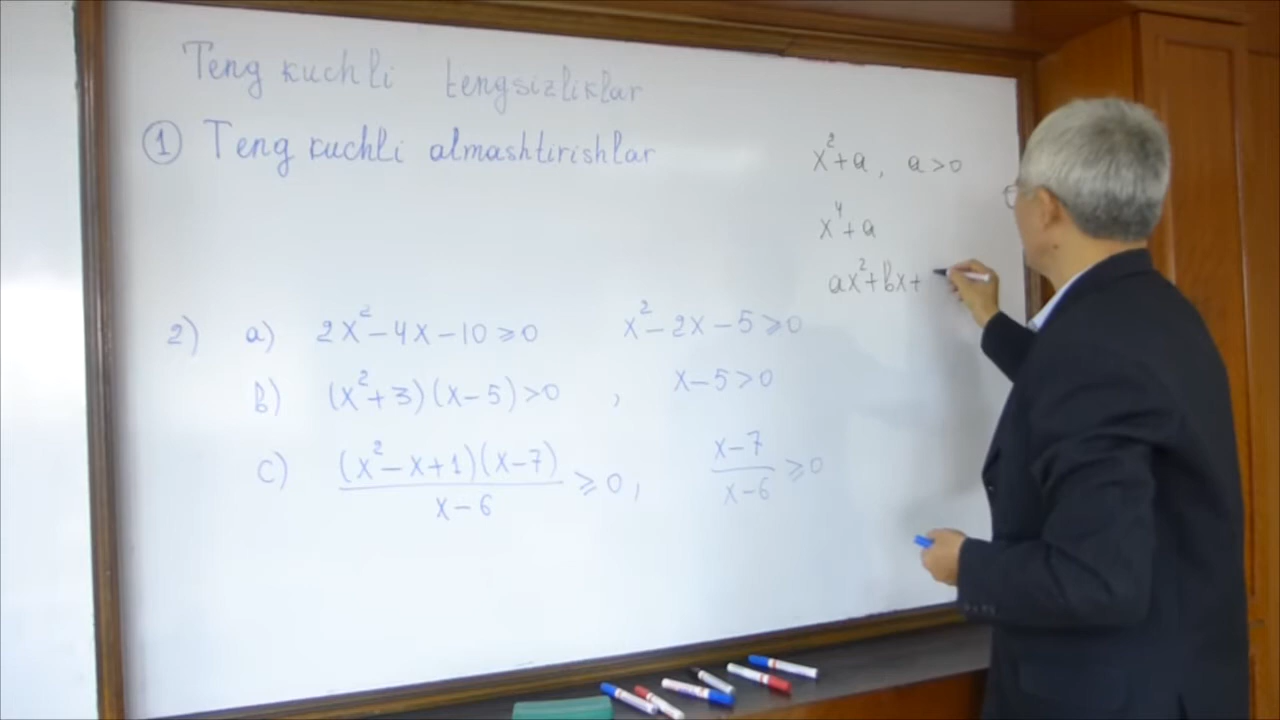 Teng kuchli tengsizliklar
① Teng kuchli almashtirishlar
x²+a, a>0
x⁴+a
ax²+bx+
2) a) 2x²-4x-10⩾0 x²-2x-5⩾0
b) (x²+3)(x-5)>0 , x-5>0
c) (x²-x+1)(x-7)/(x-6) ⩾0, (x-7)/(x-6) ⩾0